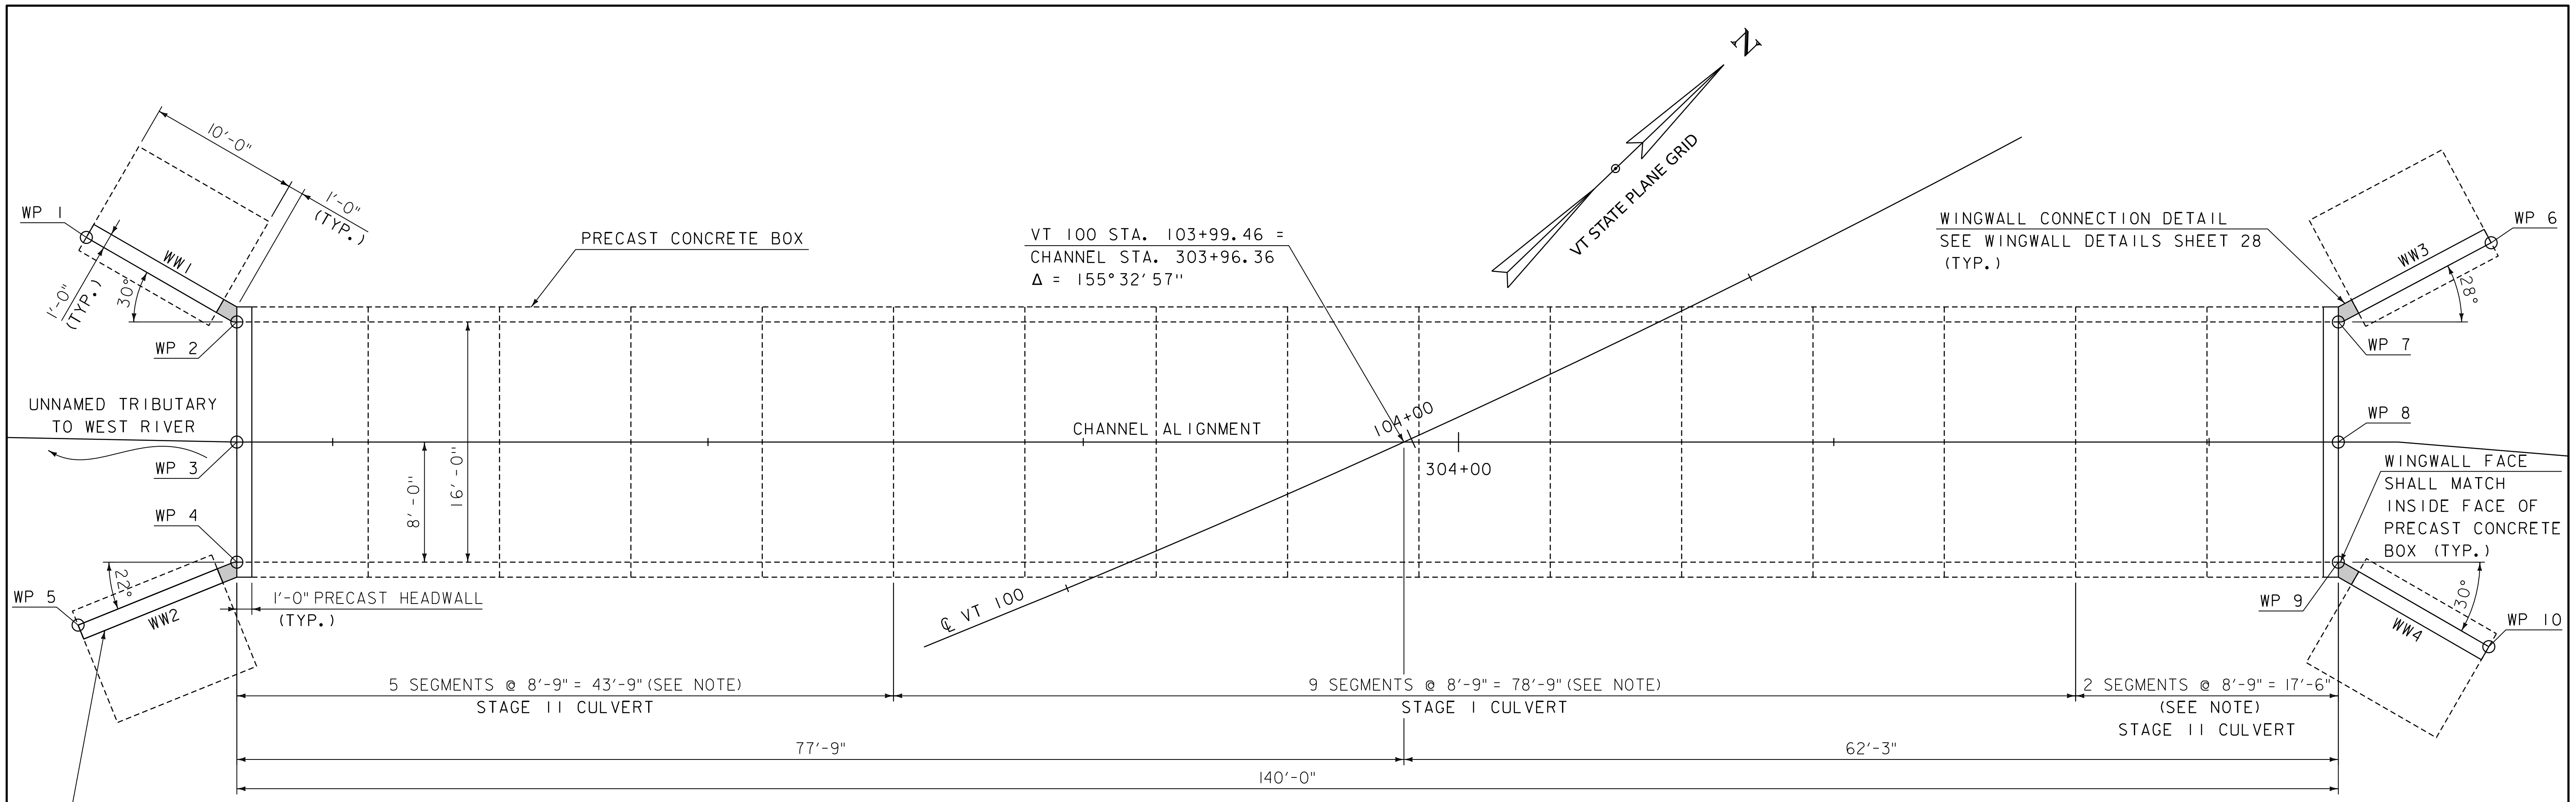 N
VT STATE PLANE GRID
10'-0"
1'-0"
(TYP.)
WP 1
WW1
1'-0"
(TYP.)
30°
PRECAST CONCRETE BOX
VT 100 STA. 103+99.46 =
CHANNEL STA. 303+96.36
Δ = 155°32'57"
WINGWALL CONNECTION DETAIL
SEE WINGWALL DETAILS SHEET 28
(TYP.)
WP 6
WW3
28°
WP 2
WP 7
UNNAMED TRIBUTARY
TO WEST RIVER
WP 3
CHANNEL ALIGNMENT
104+00
304+00
WP 8
8'-0"
16'-0"
WINGWALL FACE
SHALL MATCH
INSIDE FACE OF
PRECAST CONCRETE
BOX (TYP.)
WP 4
22°
WP 5
WW2
1'-0" PRECAST HEADWALL
(TYP.)
℄ VT 100
WP 9
30°
WW4
WP 10
5 SEGMENTS @ 8'-9" = 43'-9" (SEE NOTE)
STAGE II CULVERT
9 SEGMENTS @ 8'-9" = 78'-9" (SEE NOTE)
STAGE I CULVERT
2 SEGMENTS @ 8'-9" = 17'-6"
(SEE NOTE)
STAGE II CULVERT
77'-9"
62'-3"
140'-0"